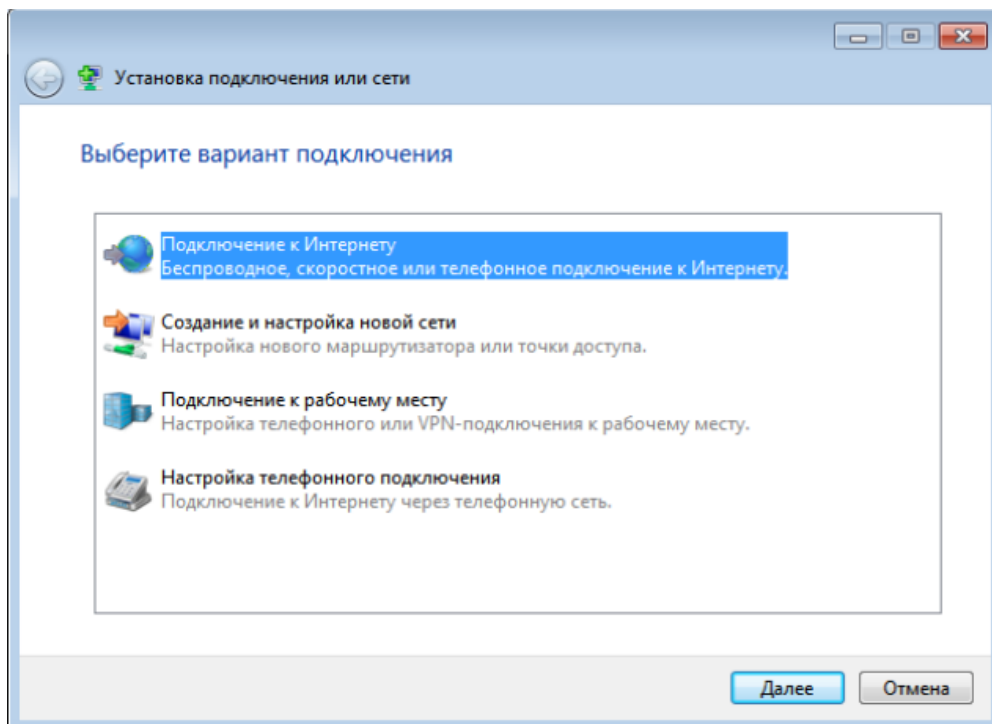 Установка подключения или сети
Выберите вариант подключения
Подключение к Интернету
Беспроводное, скоростное или телефонное подключение к Интернету.
Создание и настройка новой сети
Настройка нового маршрутизатора или точки доступа.
Подключение к рабочему месту
Настройка телефонного или VPN-подключения к рабочему месту.
Настройка телефонного подключения
Подключение к Интернету через телефонную сеть.
Далее
Отмена